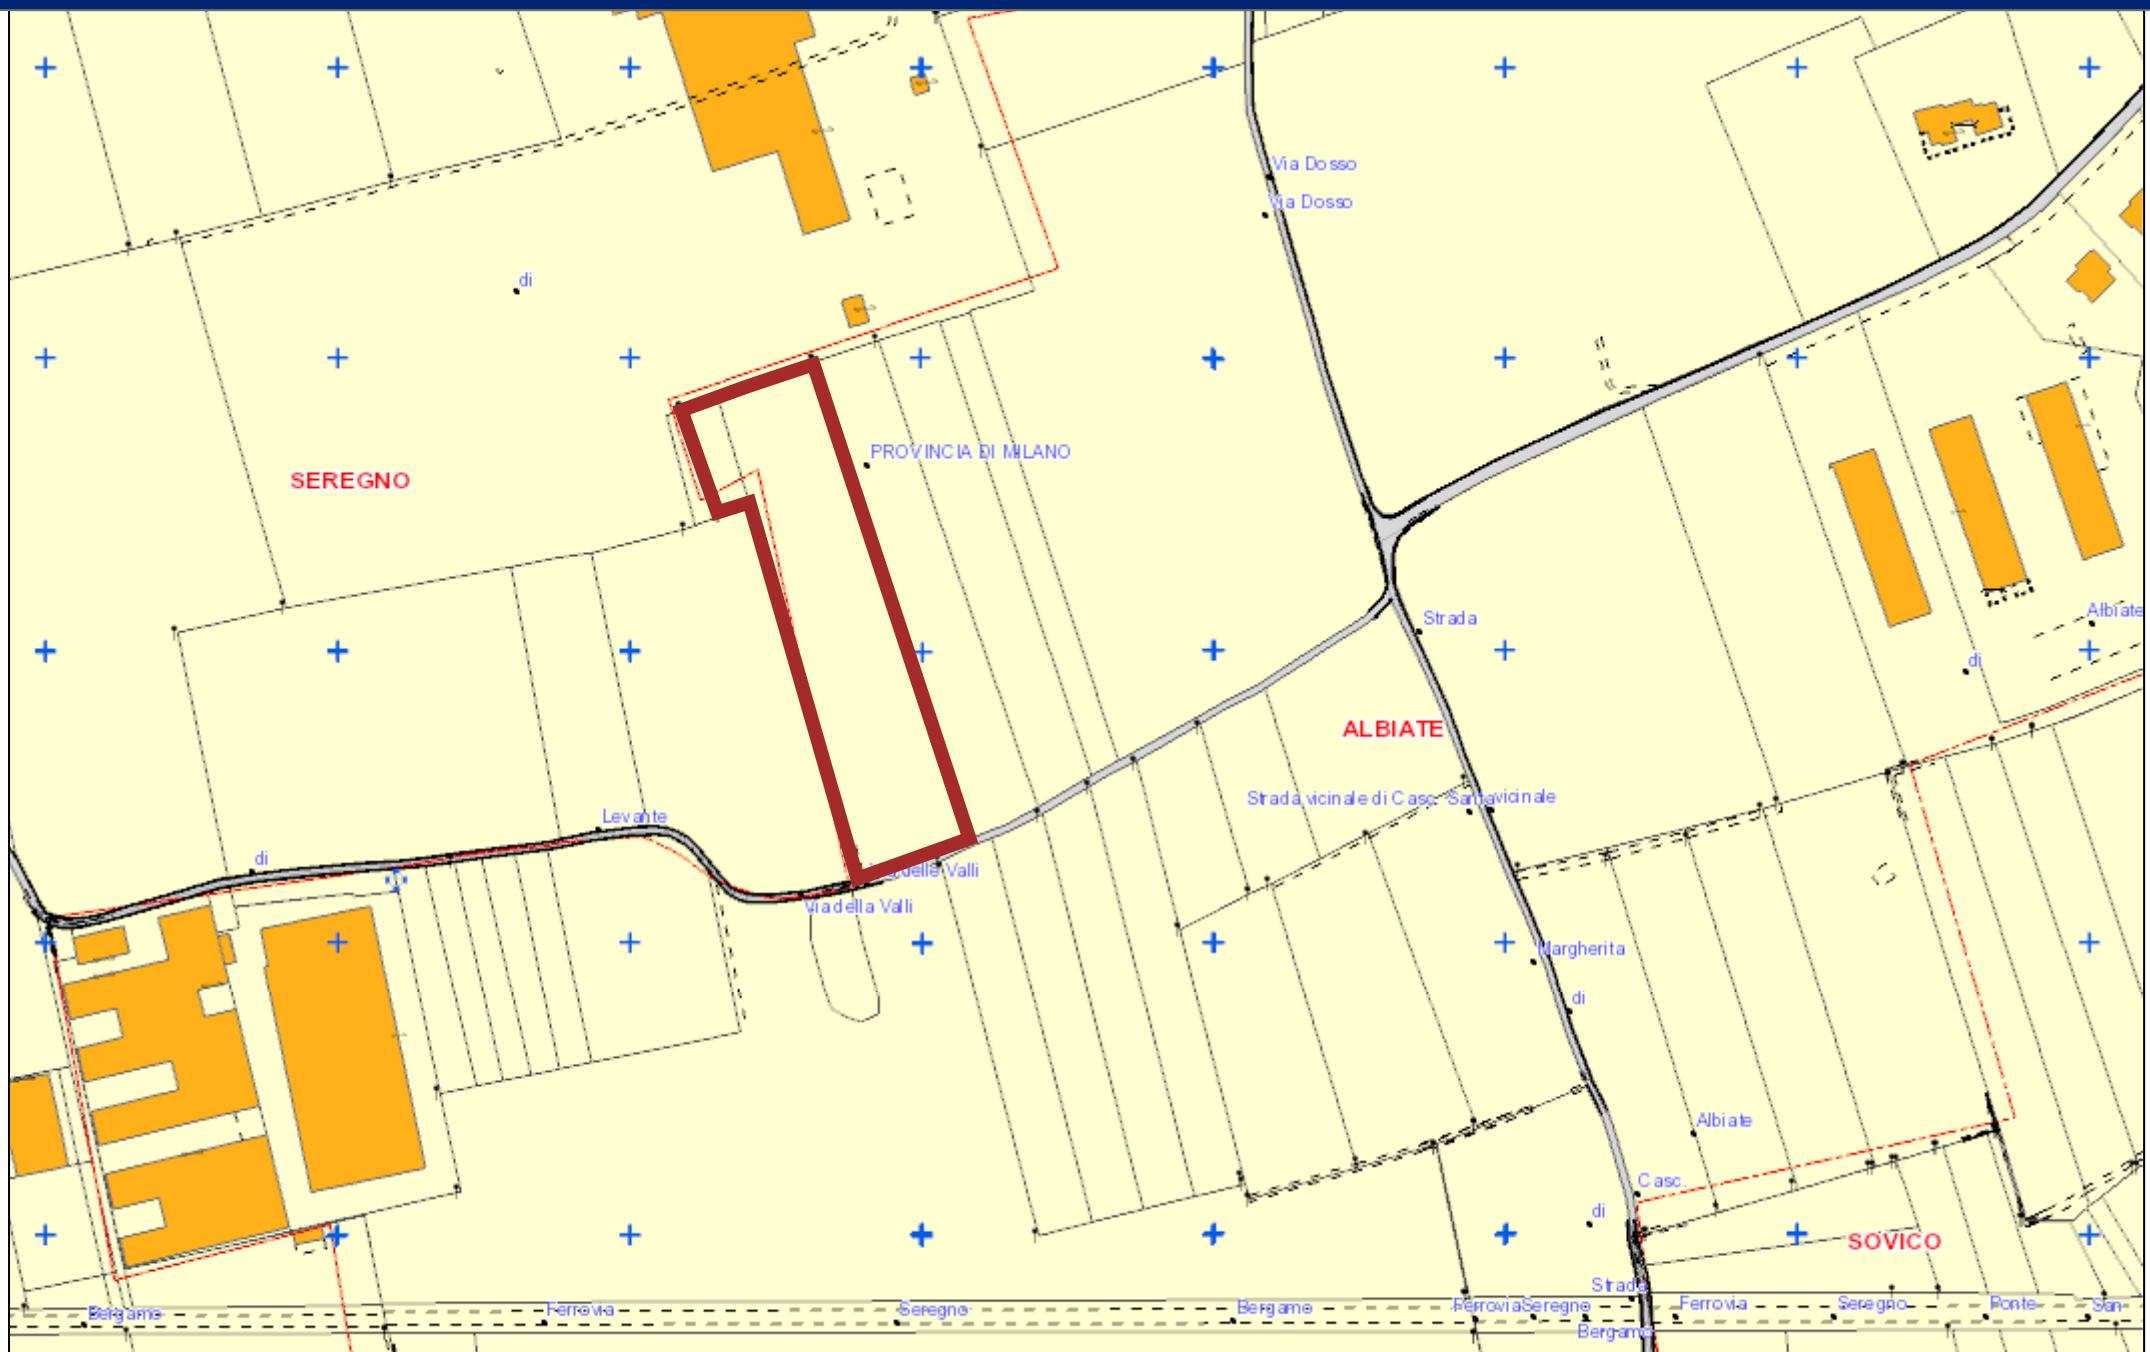 Via Dosso
Via Dosso
di
PROVINCIA DI MILANO
SEREGNO
Albiate
Strada
di
ALBIATE
Strada vicinale di Casc. Santa vicinale
Levante
di
delle Valli
Via della Valli
Margherita
di
Albiate
Casc.
di
SOVICO
Strada
Bergamo Ferrovia Seregno Bergamo Ferrovia Seregno Ferrovia Seregno Ponte San
Bergamo